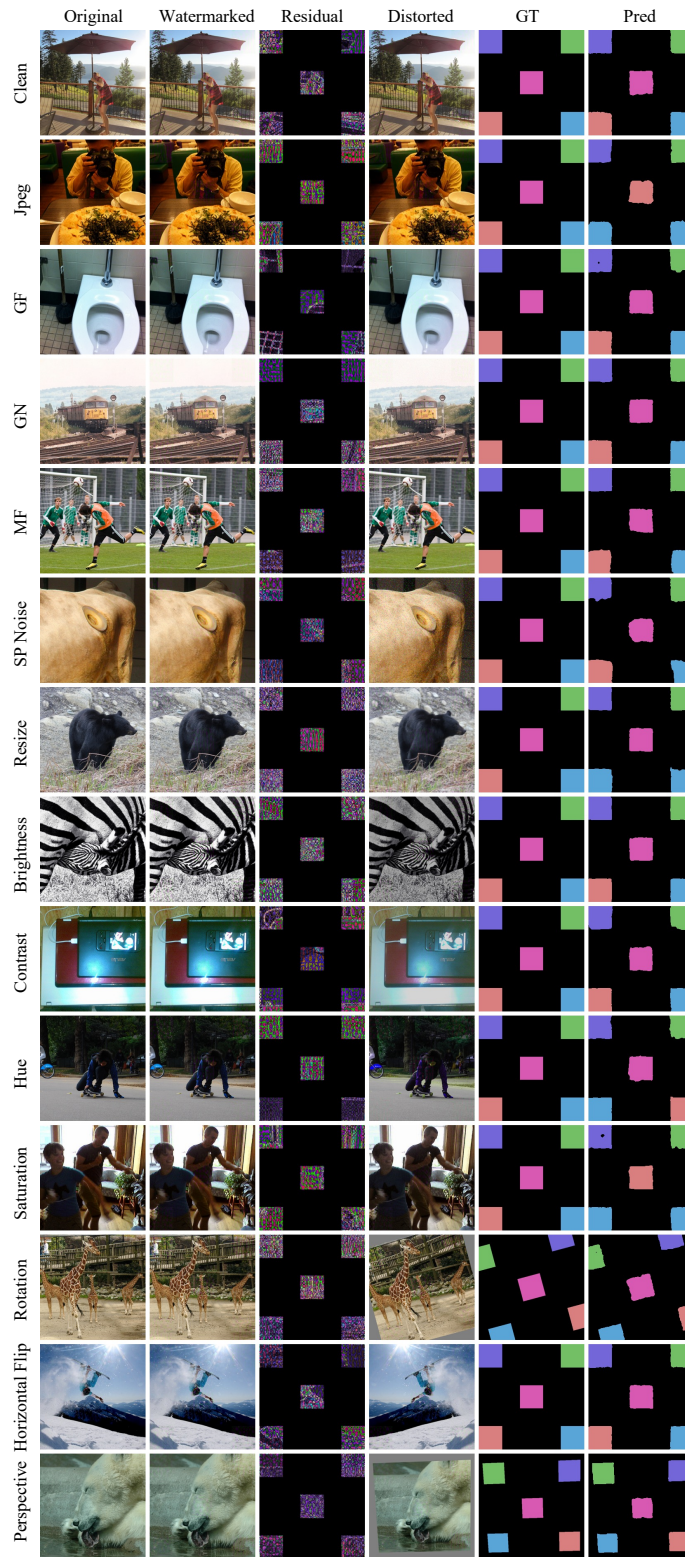 Original Watermarked Residual Distorted GT Pred
Clean
Jpeg
GF
GN
MF
SP Noise
Resize
Brightness
Contrast
Hue
Saturation
Rotation
Horizontal Flip
Perspective